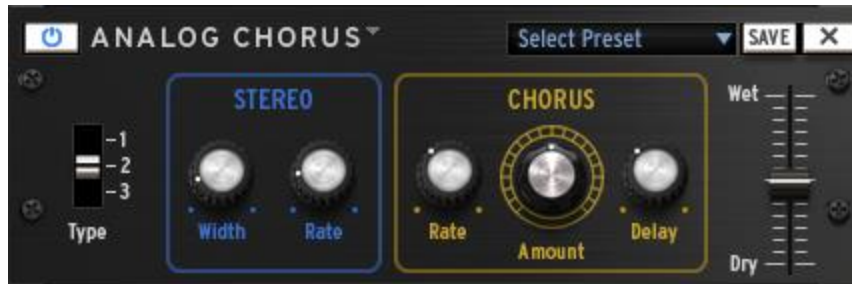 ANALOG CHORUS
Select Preset
SAVE
X
STEREO
CHORUS
Wet
1
2
3
Type
Width
Rate
Rate
Amount
Delay
Dry